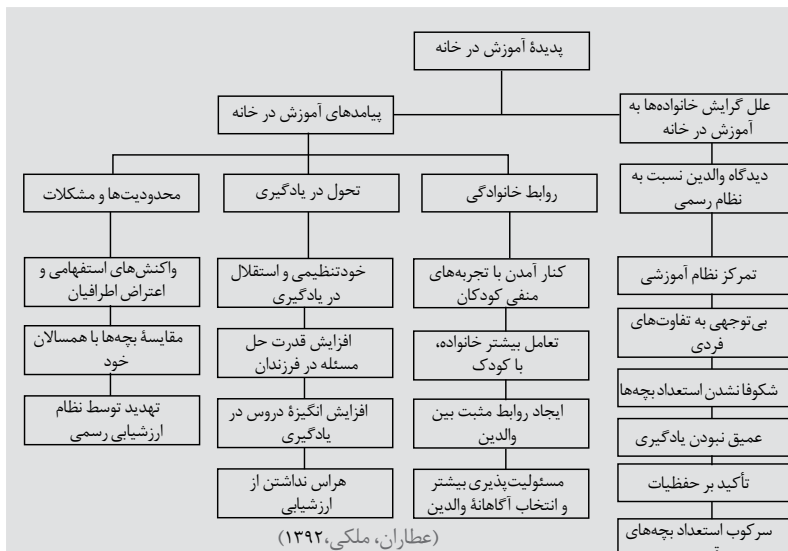 پدیدهٔ آموزش در خانه
علل گرایش خانواده‌ها به
آموزش در خانه
دیدگاه والدین نسبت به
نظام رسمی
تمرکز نظام آموزشی
بی‌توجهی به تفاوت‌های
فردی
شکوفا نشدن استعداد بچه‌ها
عمیق نبودن یادگیری
تأکید بر حفظیات
سرکوب استعداد بچه‌های
پیامدهای آموزش در خانه
روابط خانوادگی
کنار آمدن با تجربه‌های
منفی کودکان
تعامل بیشتر خانواده،
با کودک
ایجاد روابط مثبت بین
والدین
مسئولیت‌پذیری بیشتر
و انتخاب آگاهانهٔ والدین
تحول در یادگیری
خودتنظیمی و استقلال
در یادگیری
افزایش قدرت حل
مسئله در فرزندان
افزایش انگیزهٔ دروس در
یادگیری
هراس نداشتن از
ارزشیابی
محدودیت‌ها و مشکلات
واکنش‌های استفهامی و
اعتراض اطرافیان
مقایسهٔ بچه‌ها با همسالان
خود
تهدید توسط نظام
ارزشیابی رسمی
(عطاران، ملکی، ۱۳۹۲)